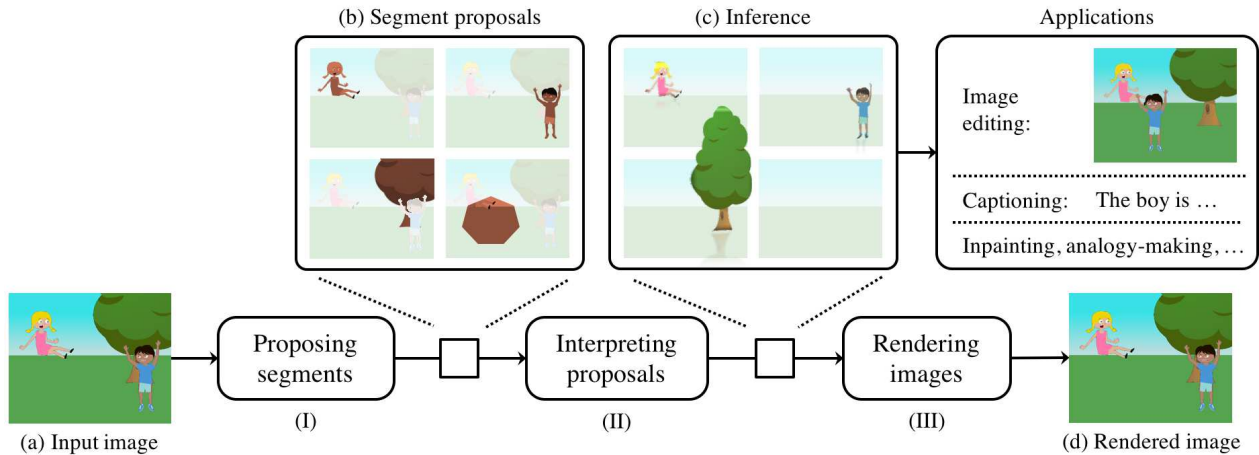 (b) Segment proposals
(c) Inference
Applications
Image
editing:
Captioning: The boy is ...
Inpainting, analogy-making, ...
Proposing
segments
Interpreting
proposals
Rendering
images
(I)
(II)
(III)
(a) Input image
(d) Rendered image